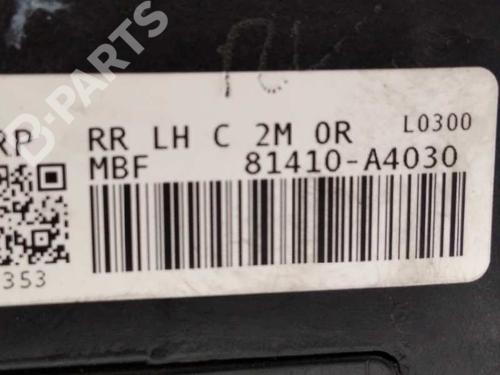 B-PARTS
RP RR LH C 2M 0R L0300
MBF 81410-A4030
353